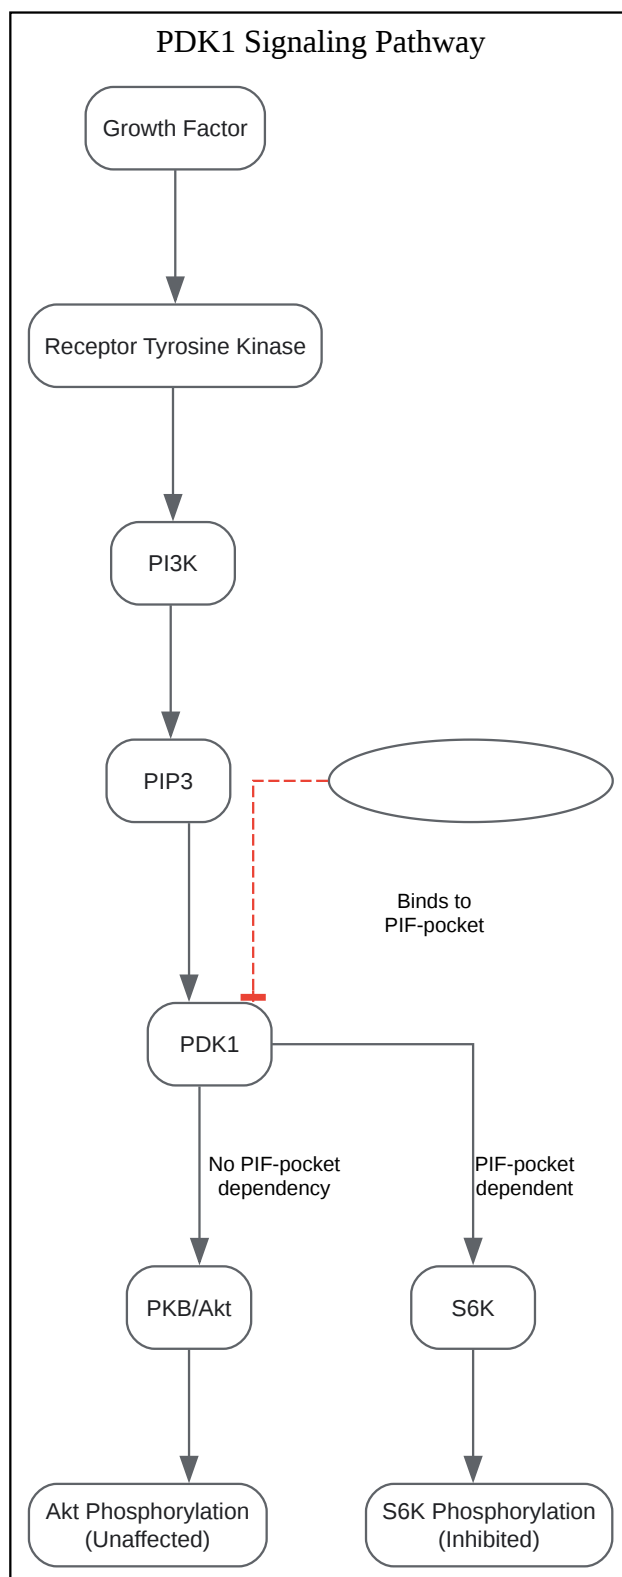 PDK1 Signaling Pathway
Growth Factor
Receptor Tyrosine Kinase
PI3K
PIP3
Binds to
PIF-pocket
PDK1
No PIF-pocket
dependency
PIF-pocket
dependent
PKB/Akt
S6K
Akt Phosphorylation
(Unaffected)
S6K Phosphorylation
(Inhibited)